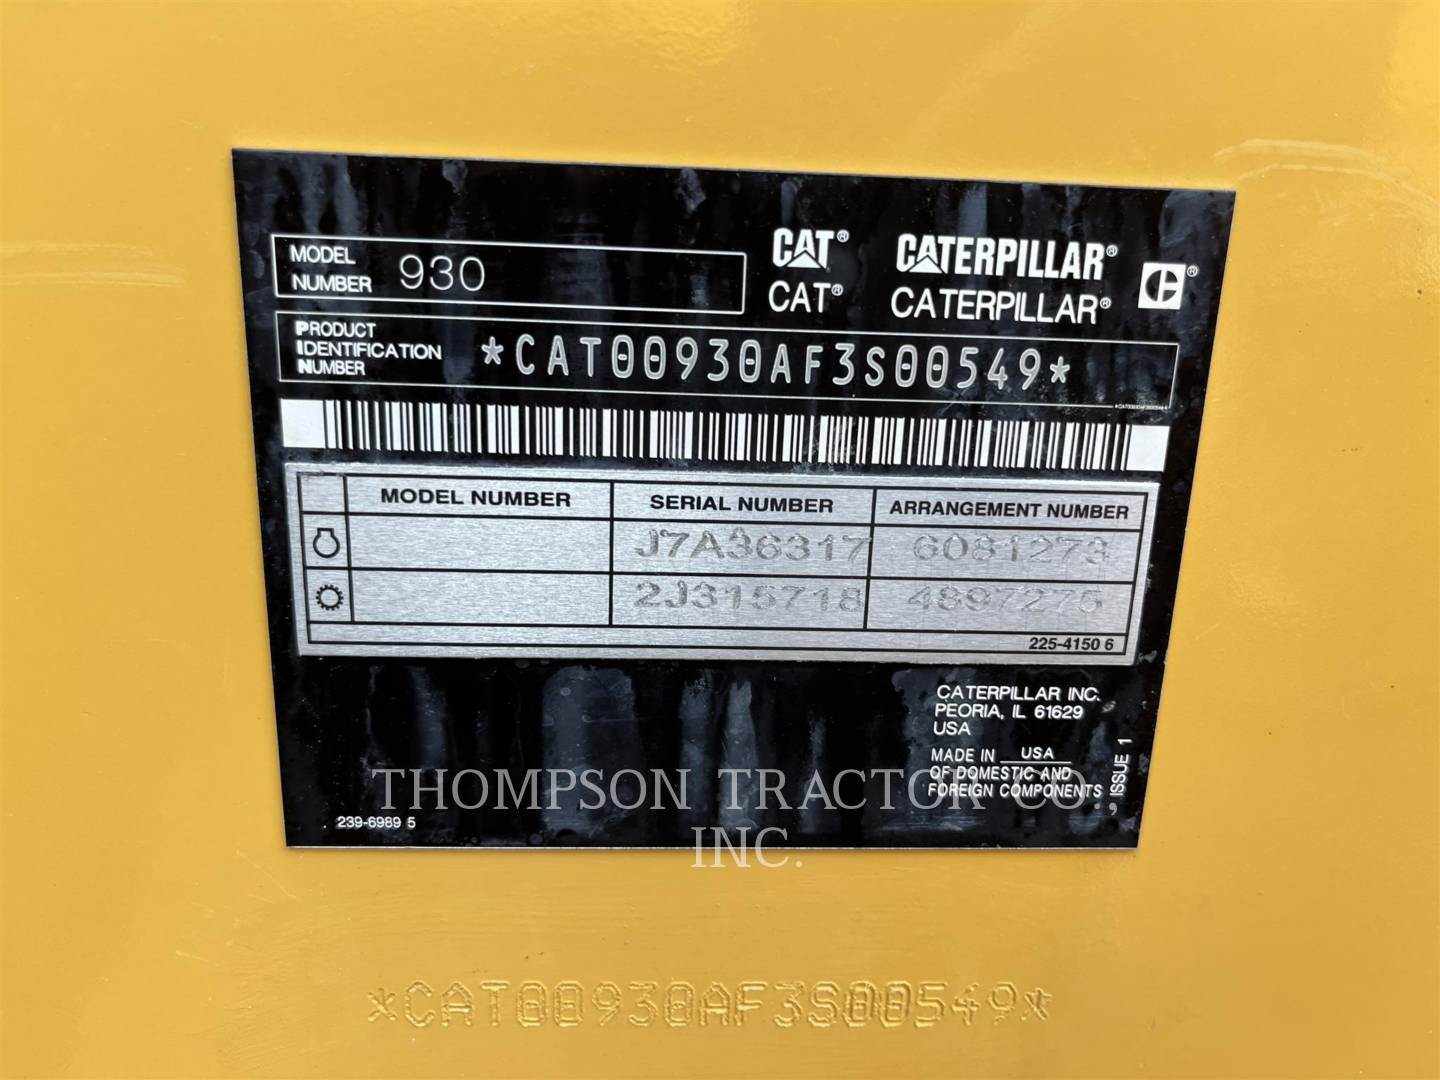 MODEL NUMBER 930
CAT® CATERPILLAR® ®
CAT® CATERPILLAR®
PRODUCT IDENTIFICATION NUMBER *CAT00930AF3S00549*
*CAT00930AF3S00549*
MODEL NUMBER SERIAL NUMBER ARRANGEMENT NUMBER
J7A36317 6081273
2J315718 4897275
225-4150 6
CATERPILLAR INC.
PEORIA, IL 61629
USA
MADE IN USA
OF DOMESTIC AND
FOREIGN COMPONENTS
ISSUE 1
239-6989 5
THOMPSON TRACTOR CO.,
INC.
*CAT00930AF3S00549*